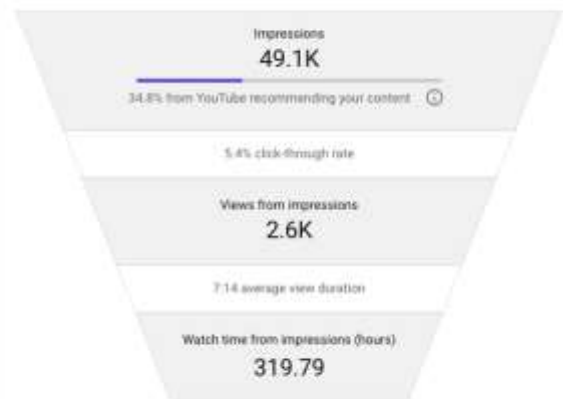 Impressions
49.1K
34.8% from YouTube recommending your content
5.4% click-through rate
Views from impressions
2.6K
7:14 average view duration
Watch time from impressions (hours)
319.79